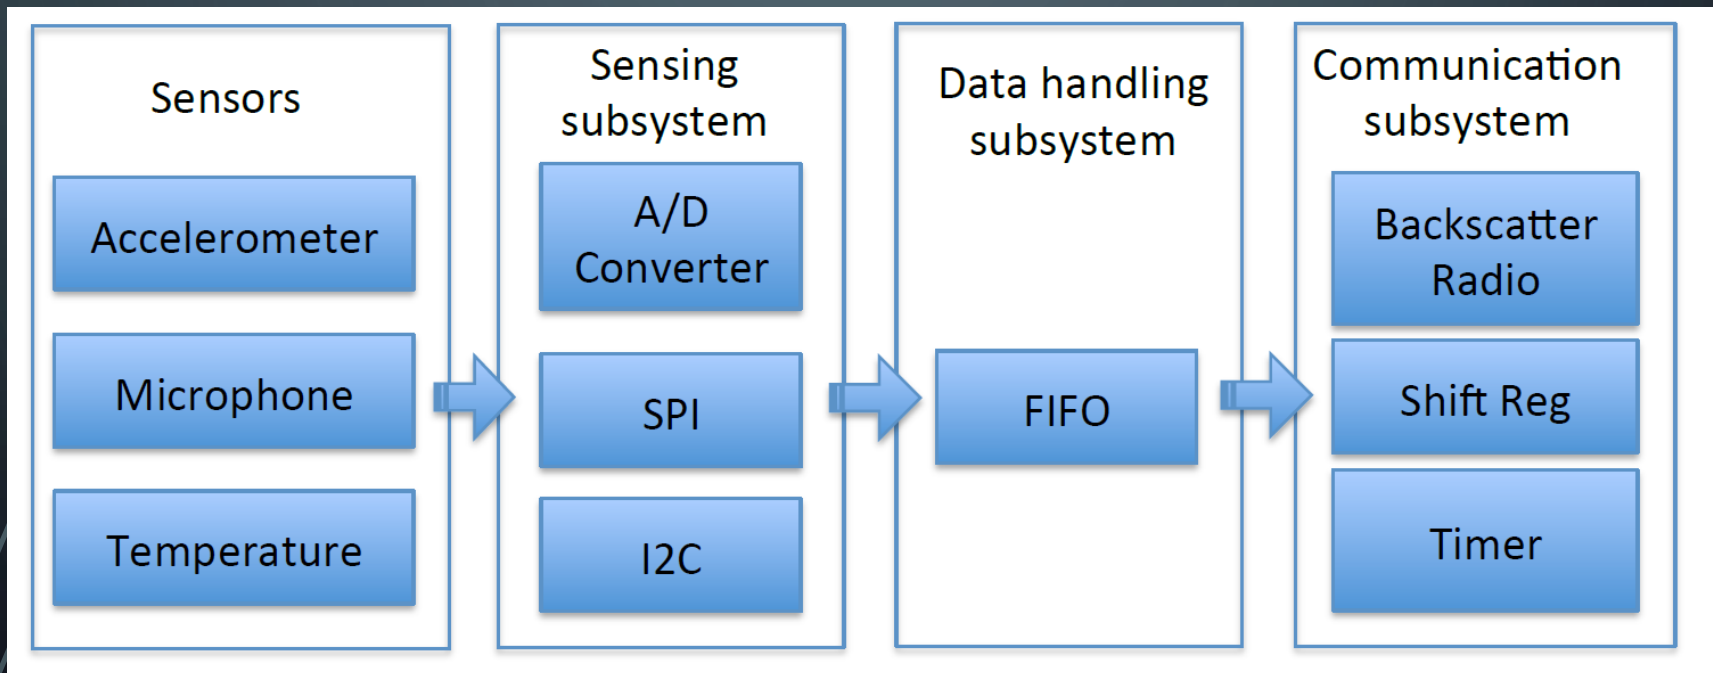 Sensors
Accelerometer
Microphone
Temperature
Sensing
subsystem
A/D
Converter
SPI
I2C
Data handling
subsystem
FIFO
Communication
subsystem
Backscatter
Radio
Shift Reg
Timer